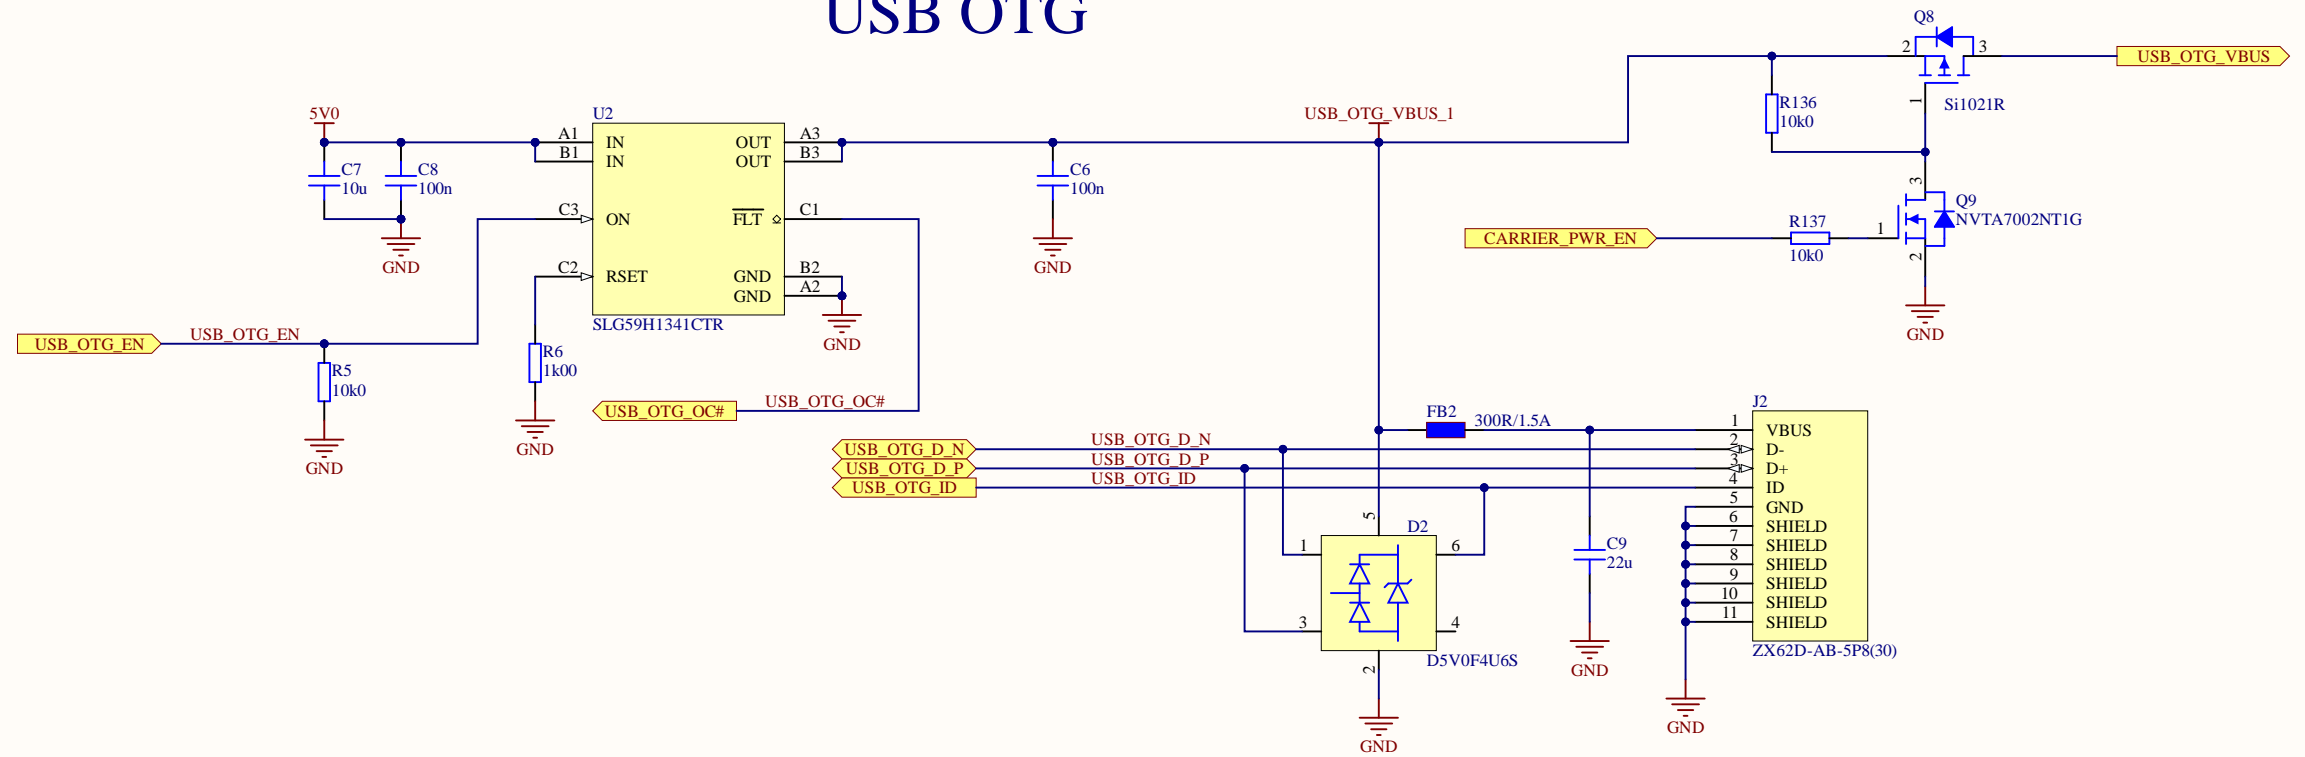 USB OTG
Q8
2
3
USB_OTG_VBUS
1
Si1021R
R136
10k0
5V0
U2
USB_OTG_VBUS_1
A1
IN
OUT
A3
B1
IN
OUT
B3
C7
10u
C8
100n
C6
100n
C3
ON
FLT
C1
3
Q9
NVTA7002NT1G
CARRIER_PWR_EN
R137
10k0
1
2
GND
GND
C2
RSET
GND
B2
GND
A2
SLG59H1341CTR
GND
GND
USB_OTG_EN
USB_OTG_EN
R5
10k0
R6
1k00
USB_OTG_OC#
USB_OTG_OC#
GND
GND
FB2
300R/1.5A
J2
1
VBUS
USB_OTG_D_N
USB_OTG_D_N
2
D-
USB_OTG_D_P
USB_OTG_D_P
3
D+
USB_OTG_ID
USB_OTG_ID
4
ID
5
GND
6
SHIELD
7
SHIELD
8
SHIELD
9
SHIELD
10
SHIELD
11
SHIELD
ZX62D-AB-5P8(30)
5
D2
1
6
3
4
2
D5V0F4U6S
C9
22u
GND
GND
GND